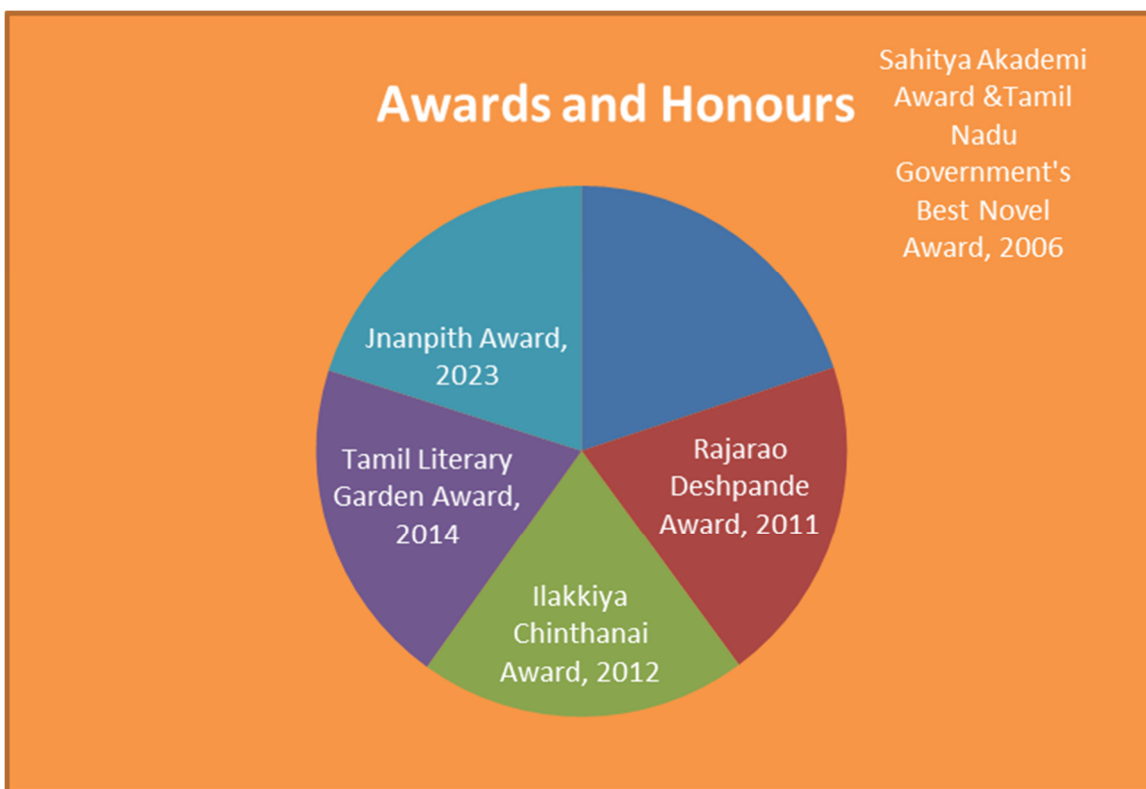 Awards and Honours
Sahitya Akademi
Award &Tamil
Nadu
Government's
Best Novel
Award, 2006
Rajarao
Deshpande
Award, 2011
Ilakkiya
Chinthanai
Award, 2012
Tamil Literary
Garden Award,
2014
Jnanpith Award,
2023